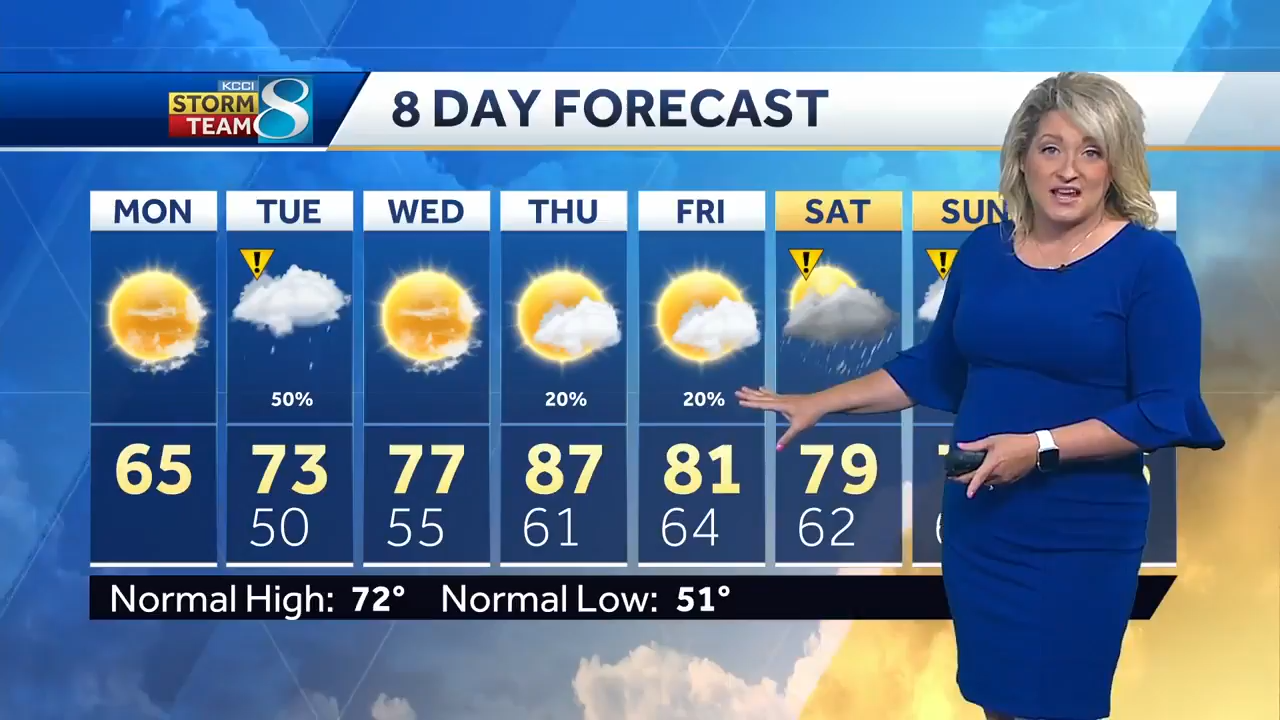 KCCI
STORM
TEAM
8
8 DAY FORECAST
MON TUE WED THU FRI SAT SUN
! ! !
50% 20% 20%
65 73 77 87 81 79
50 55 61 64 62
Normal High: 72° Normal Low: 51°